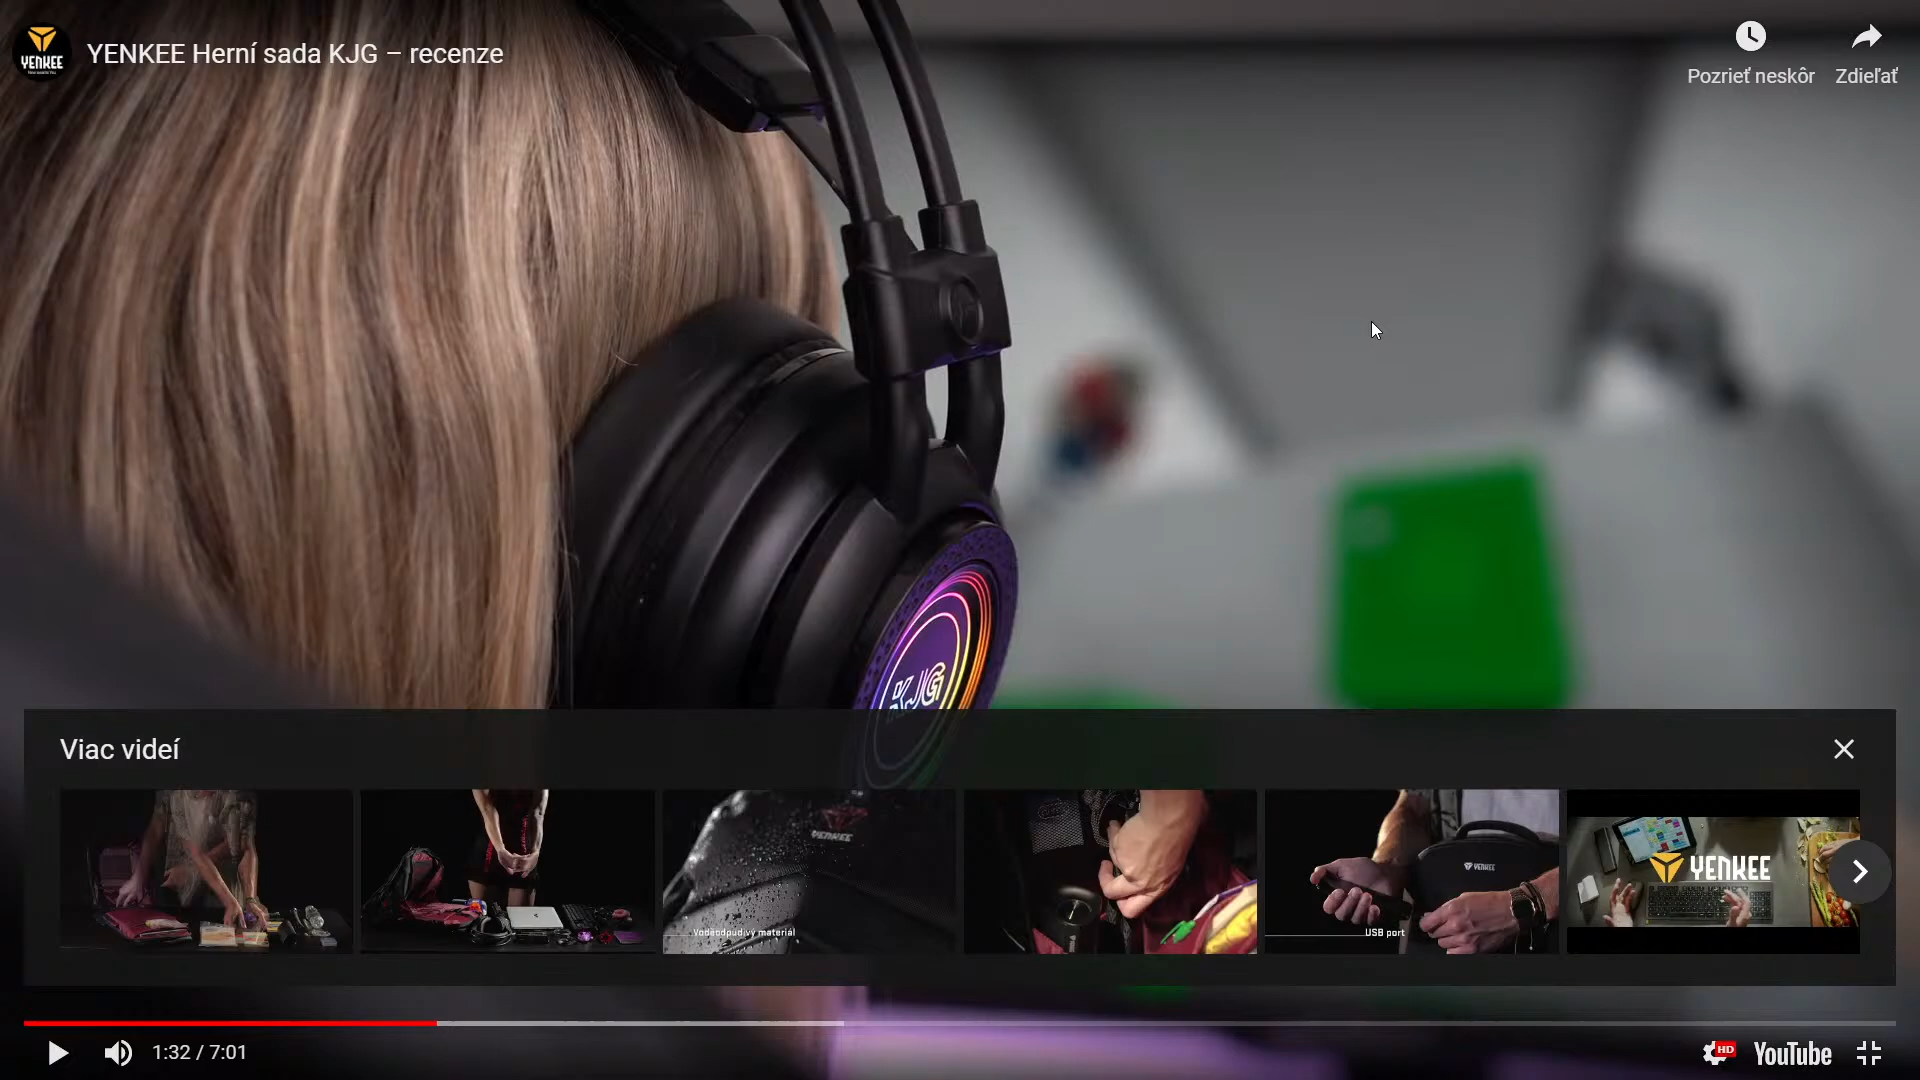 YENKEE
YENKEE Herní sada KJG – recenze
Pozrieť neskôr
Zdieľať
KJG
Viac videí
YENKEE
Voděodpudivý materiál
YENKEE
USB port
YENKEE
1:32 / 7:01
HD
YouTube